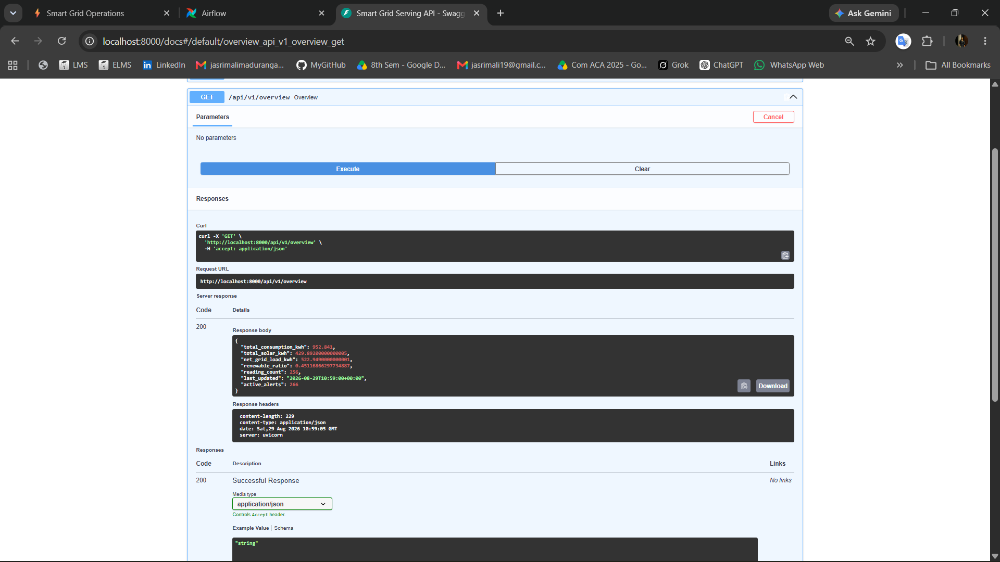 Smart Grid Operations
Airflow
Smart Grid Serving API - Swagg
Ask Gemini
localhost:8000/docs#/default/overview_api_v1_overview_get
LMS
ELMS
LinkedIn
jasrimalimaduranga...
MyGitHub
8th Sem - Google D...
jasrimali19@gmail.c...
Com ACA 2025 - Go...
Grok
ChatGPT
WhatsApp Web
All Bookmarks
GET /api/v1/overview Overview
Parameters
Cancel
No parameters
Execute
Clear
Responses
Curl
curl -X 'GET' \
'http://localhost:8000/api/v1/overview' \
-H 'accept: application/json'
Request URL
http://localhost:8000/api/v1/overview
Server response
Code Details
200
Response body
{
"total_consumption_kwh": 952.841,
"total_solar_kwh": 429.89200000000005,
"net_grid_load_kwh": 522.9490000000001,
"renewable_ratio": 0.45116866297734887,
"reading_count": 256,
"last_updated": "2026-08-29T10:59:00+00:00",
"active_alerts": 266
}
Download
Response headers
content-length: 229
content-type: application/json
date: Sat,29 Aug 2026 10:59:05 GMT
server: uvicorn
Responses
Code Description Links
200 Successful Response No links
Media type
application/json
Controls Accept header.
Example Value Schema
"string"